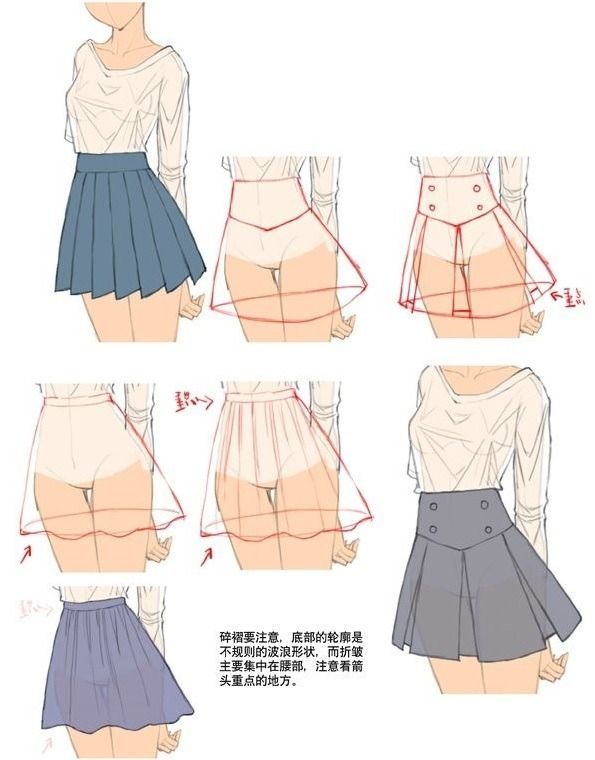 重点
重点
碎褶要注意，底部的轮廓是
不规则的波浪形状，而折皱
主要集中在腰部，注意看箭
头重点的地方。